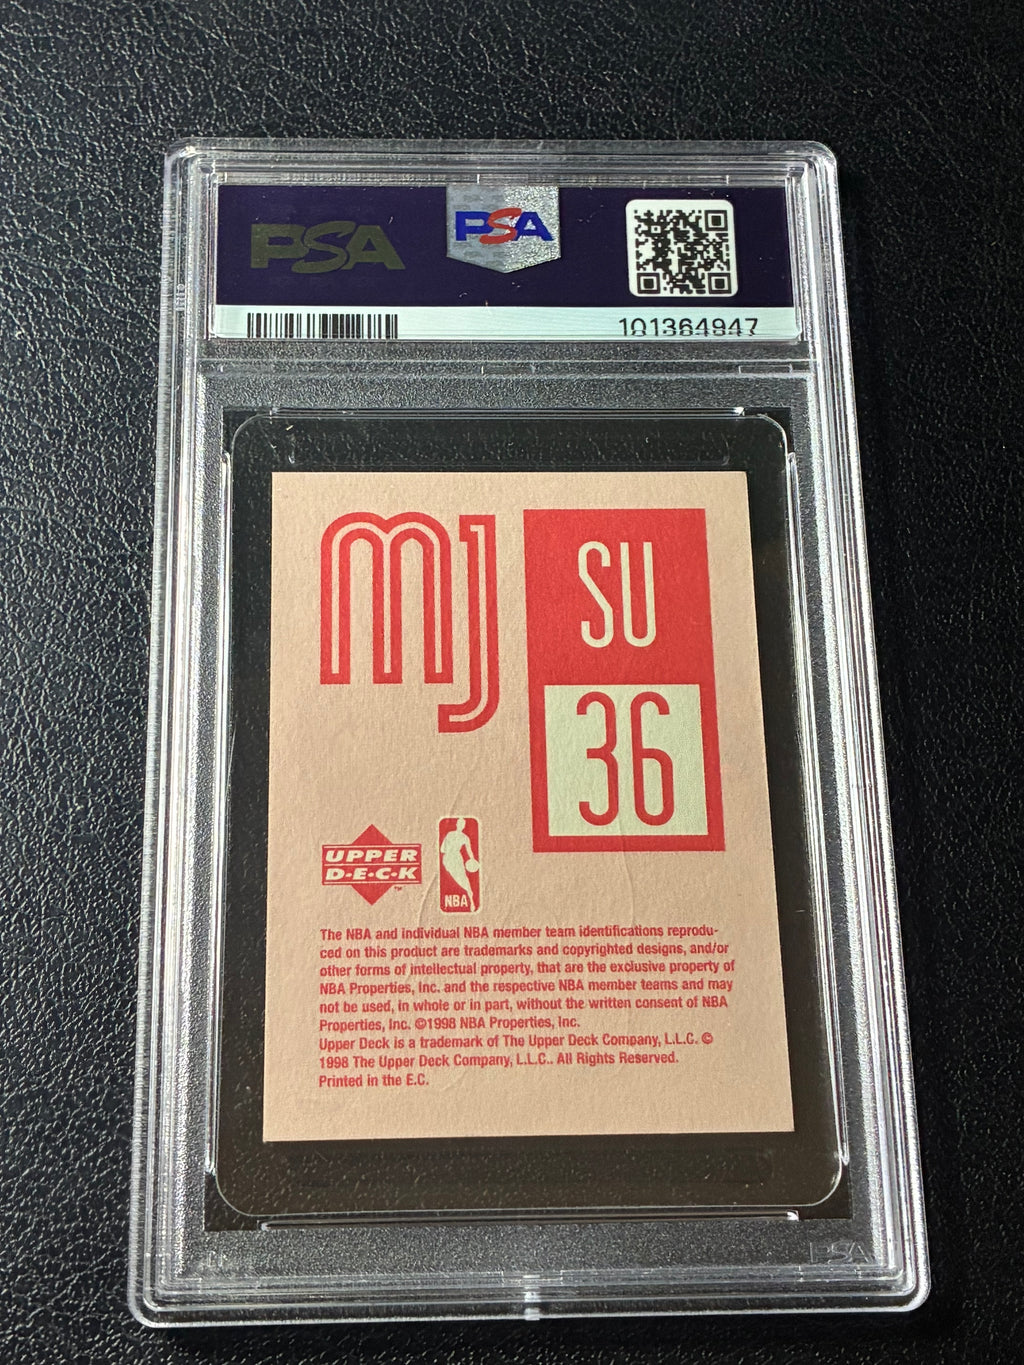 PSA
PSA
101364947
MJ
SU
36
UPPER
D·E·C·K
™
NBA
The NBA and individual NBA member team identifications reprodu-
ced on this product are trademarks and copyrighted designs, and/or
other forms of intellectual property, that are the exclusive property of
NBA Properties, Inc. and the respective NBA member teams and may
not be used, in whole or in part, without the written consent of NBA
Properties, Inc. ©1998 NBA Properties, Inc.
Upper Deck is a trademark of The Upper Deck Company, L.L.C. ©
1998 The Upper Deck Company, L.L.C.. All Rights Reserved.
Printed in the E.C.
PSA